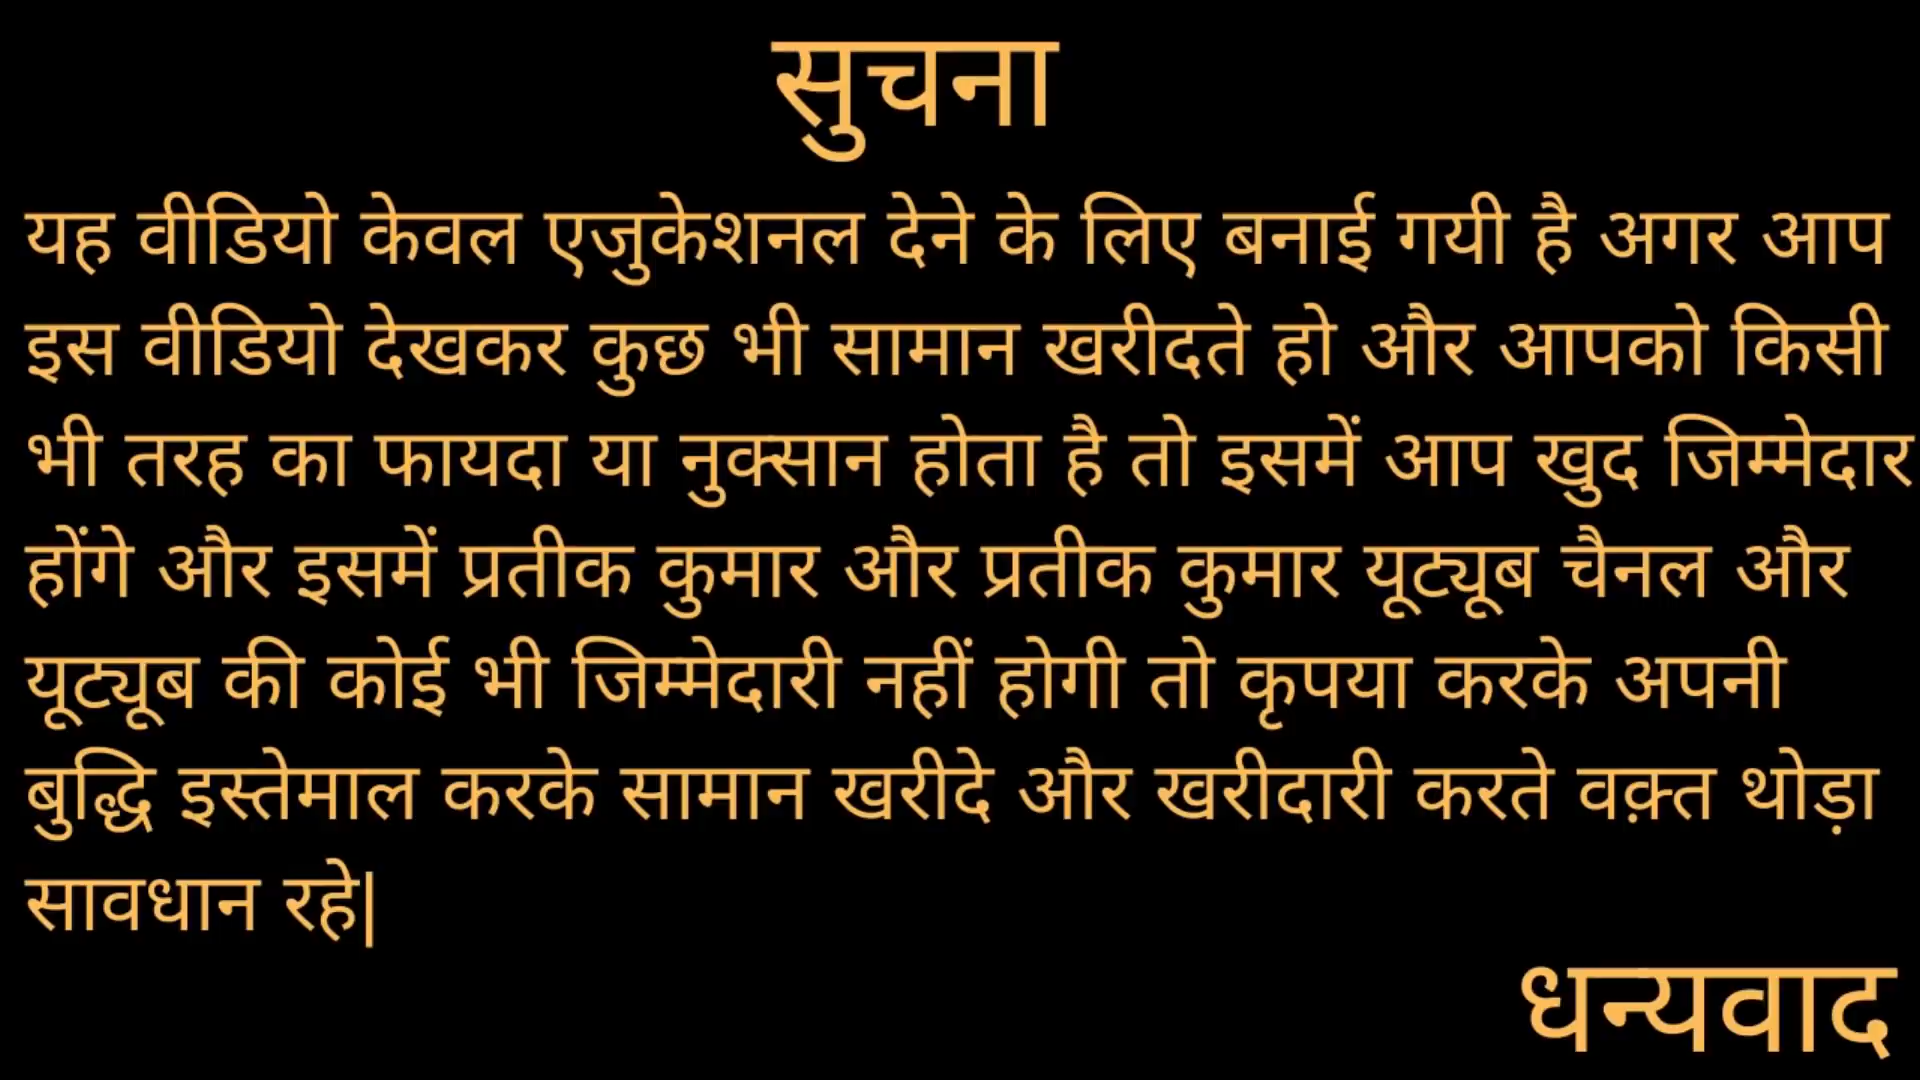 सुचना
यह वीडियो केवल एजुकेशनल देने के लिए बनाई गयी है अगर आप
इस वीडियो देखकर कुछ भी सामान खरीदते हो और आपको किसी
भी तरह का फायदा या नुक्सान होता है तो इसमें आप खुद जिम्मेदार
होंगे और इसमें प्रतीक कुमार और प्रतीक कुमार यूट्यूब चैनल और
यूट्यूब की कोई भी जिम्मेदारी नहीं होगी तो कृपया करके अपनी
बुद्धि इस्तेमाल करके सामान खरीदे और खरीदारी करते वक़्त थोड़ा
सावधान रहे|
धन्यवाद